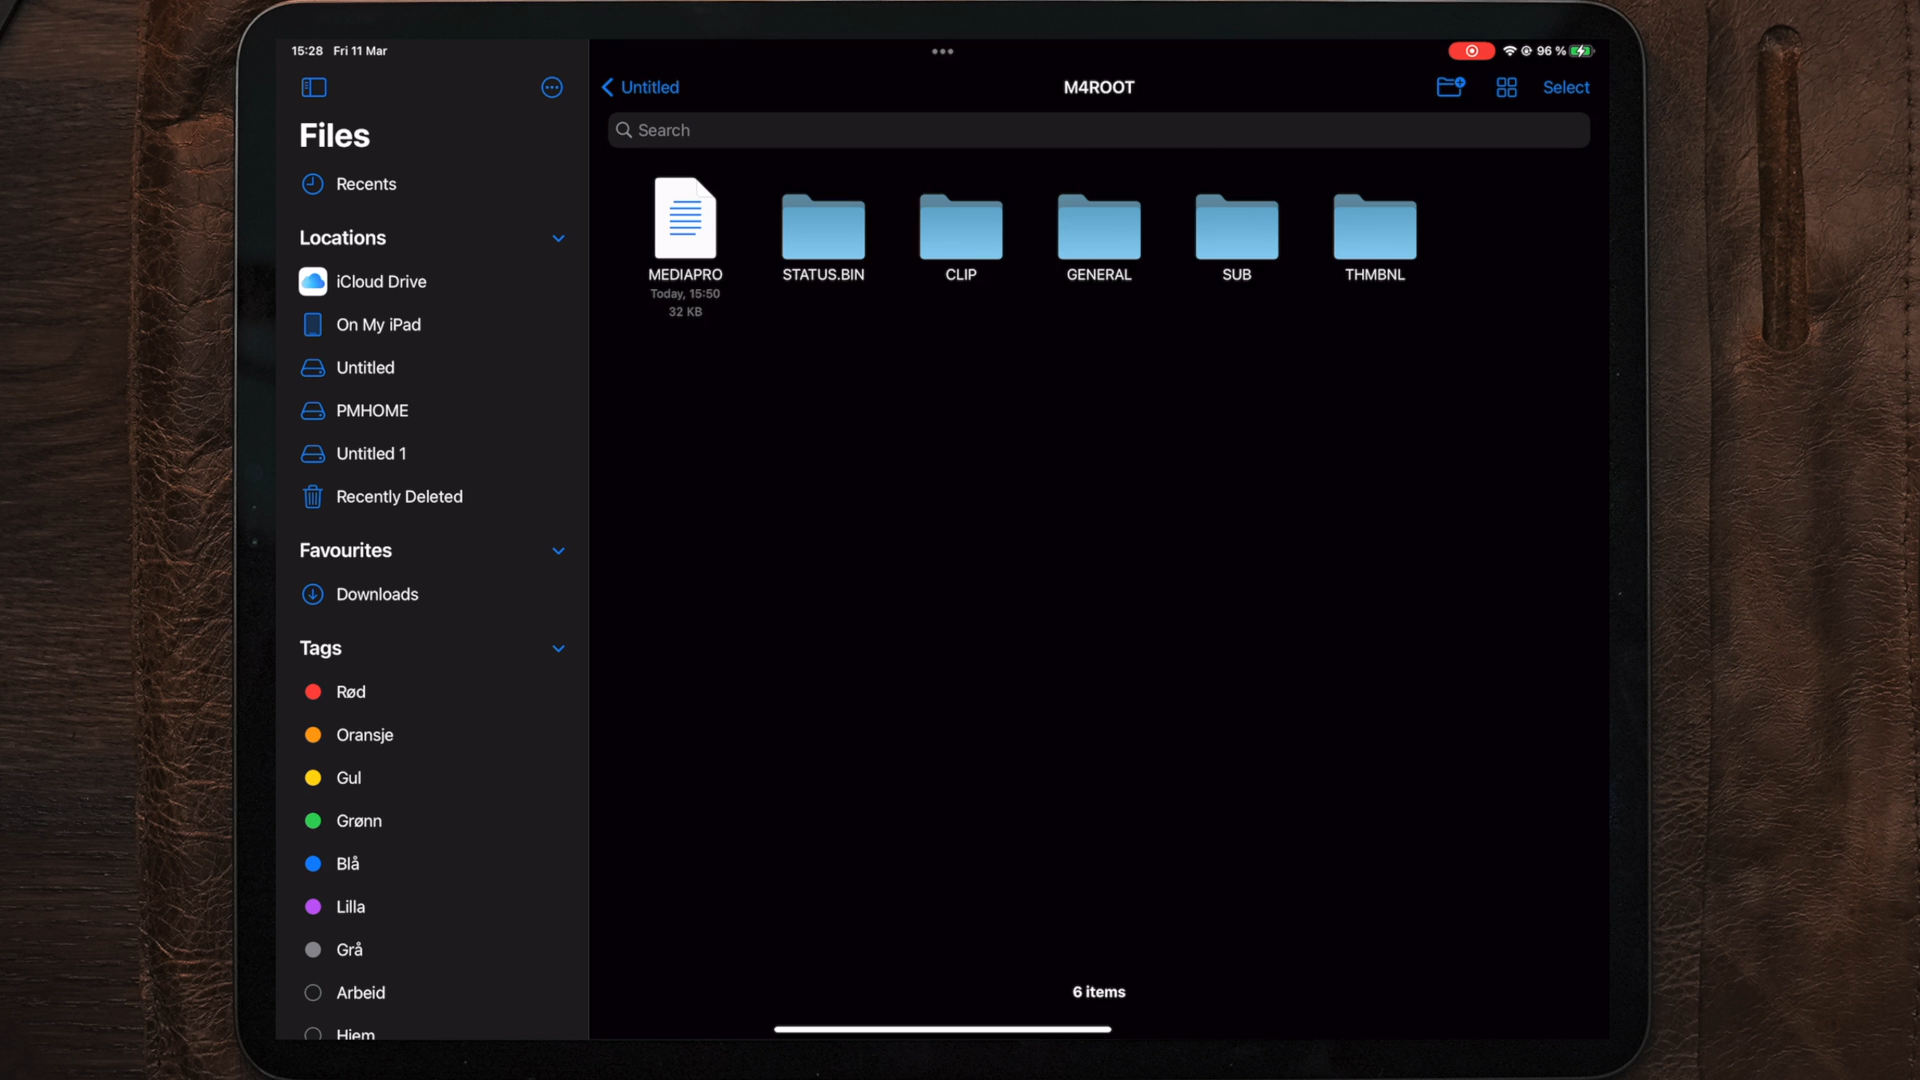 15:28 Fri 11 Mar
96 %
Files
Recents
Locations
iCloud Drive
On My iPad
Untitled
PMHOME
Untitled 1
Recently Deleted
Favourites
Downloads
Tags
Rød
Oransje
Gul
Grønn
Blå
Lilla
Grå
Arbeid
Hjem
Untitled
M4ROOT
Select
Search
MEDIAPRO
Today, 15:50
32 KB
STATUS.BIN
CLIP
GENERAL
SUB
THMBNL
6 items